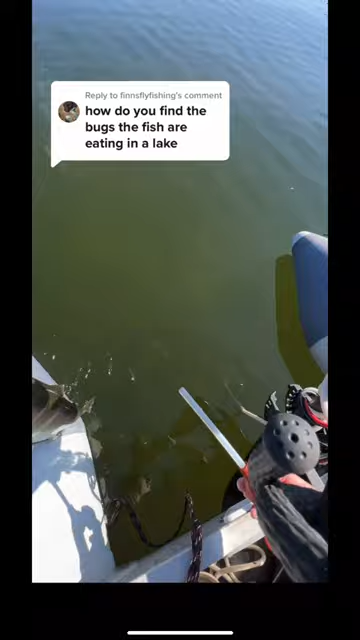 Reply to finnsflyfishing's comment
how do you find the
bugs the fish are
eating in a lake